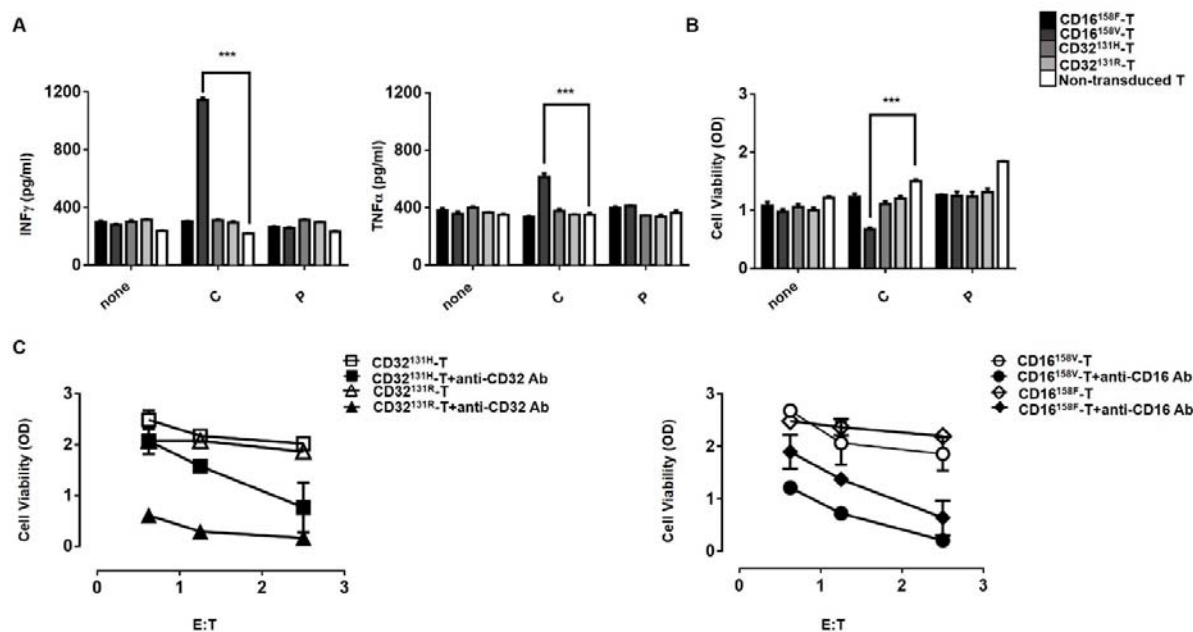 A
B
CD16¹⁵⁸ᶠ-T
CD16¹⁵⁸ⱽ-T
CD32¹³¹ᴴ-T
CD32¹³¹ᴿ-T
Non-transduced T
INFγ (pg/ml)
1200
800
400
0
***
none
C
P
TNFα (pg/ml)
1200
800
400
0
***
none
C
P
Cell Viability (OD)
3
2
1
0
***
none
C
P
C
CD32¹³¹ᴴ-T
CD32¹³¹ᴴ-T+anti-CD32 Ab
CD32¹³¹ᴿ-T
CD32¹³¹ᴿ-T+anti-CD32 Ab
Cell Viability (OD)
3
2
1
0
0 1 2 3
E:T
CD16¹⁵⁸ⱽ-T
CD16¹⁵⁸ⱽ-T+anti-CD16 Ab
CD16¹⁵⁸ᶠ-T
CD16¹⁵⁸ᶠ-T+anti-CD16 Ab
Cell Viability (OD)
3
2
1
0
0 1 2 3
E:T